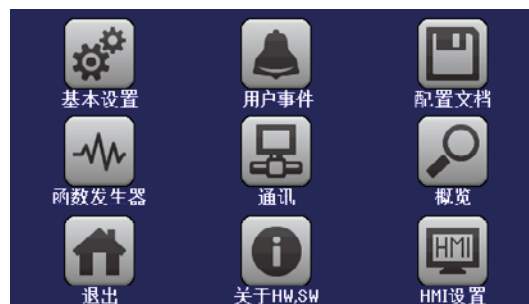 基本设置
用户事件
配置文档
函数发生器
通讯
HMI
概览
退出
关于HW,SW
HMI设置